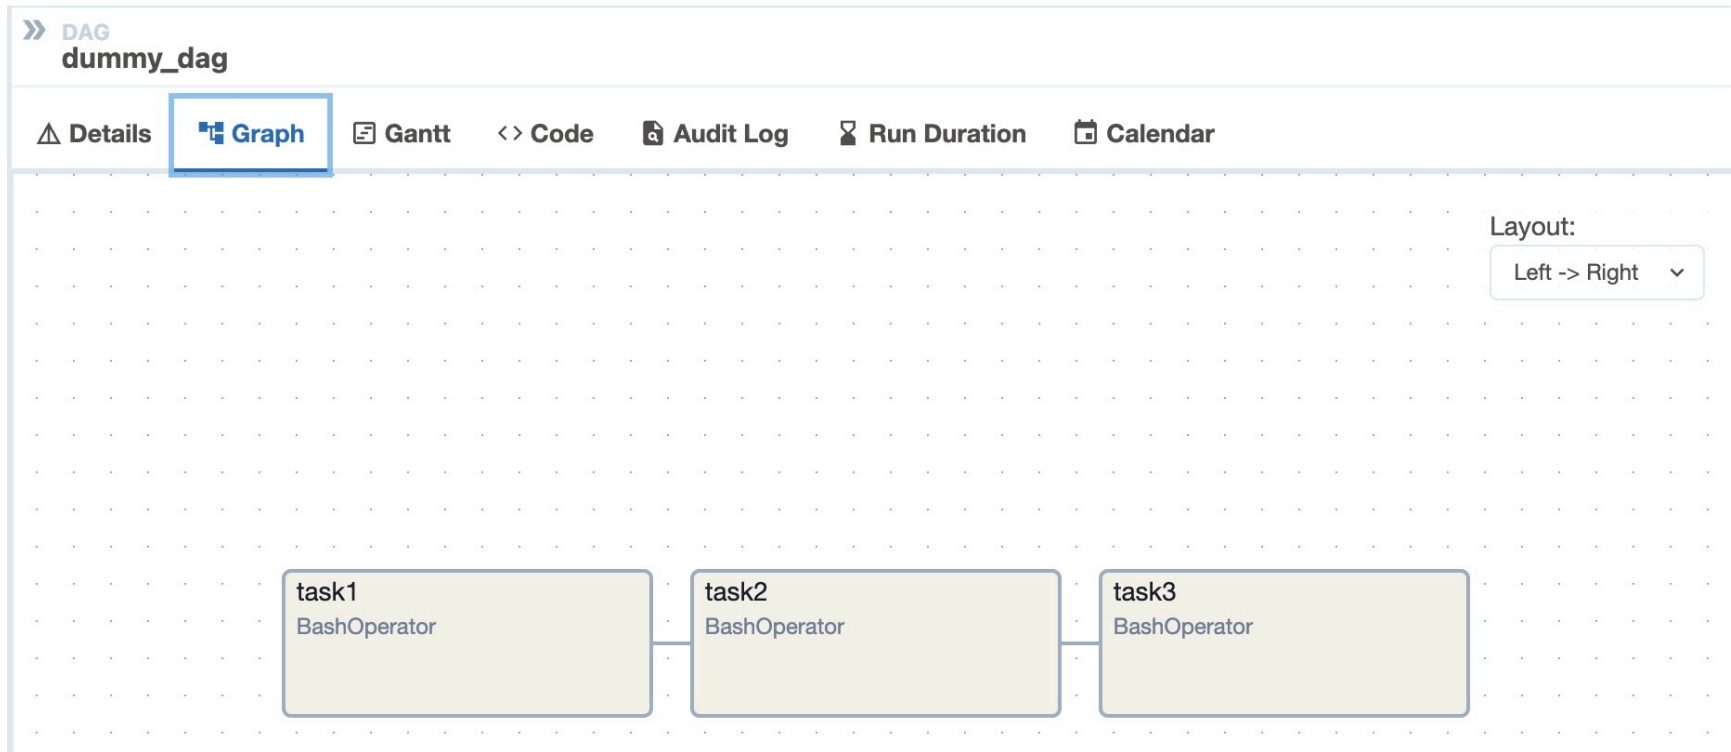 DAG
dummy_dag
Details Graph Gantt <> Code Audit Log Run Duration Calendar
Layout:
Left -> Right
task1 task2 task3
BashOperator BashOperator BashOperator